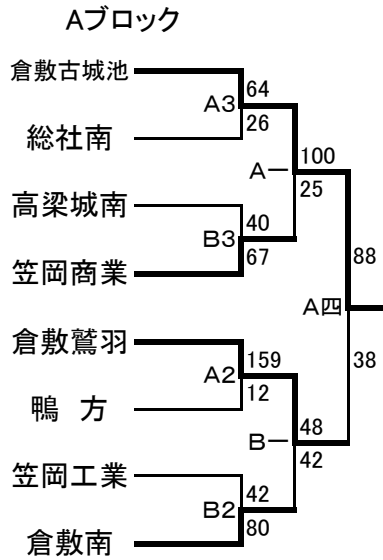 Aブロック
倉敷古城池
64
A3
26
総社南
100
A一
25
高梁城南
40
B3
67
笠岡商業
88
A四
38
倉敷鷲羽
159
A2
12
鴨 方
48
B一
42
笠岡工業
42
B2
80
倉敷南